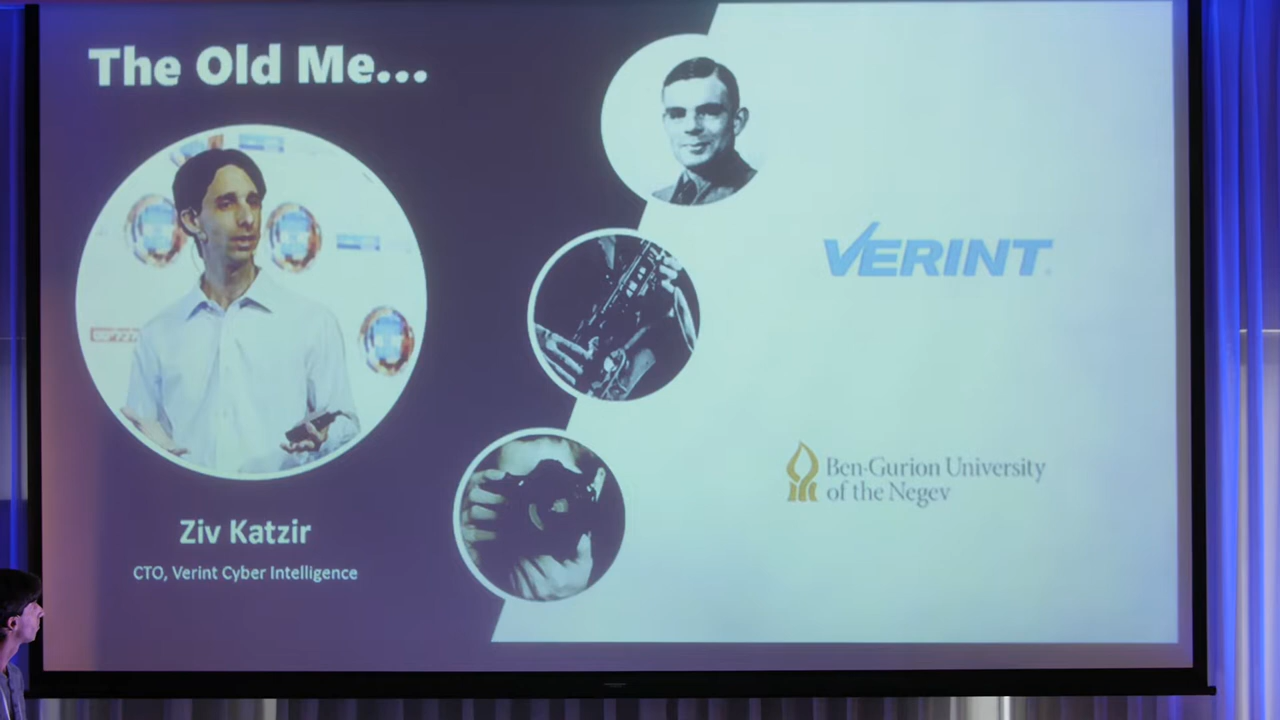 The Old Me...
Ziv Katzir
CTO, Verint Cyber Intelligence
VERINT
Ben-Gurion University
of the Negev